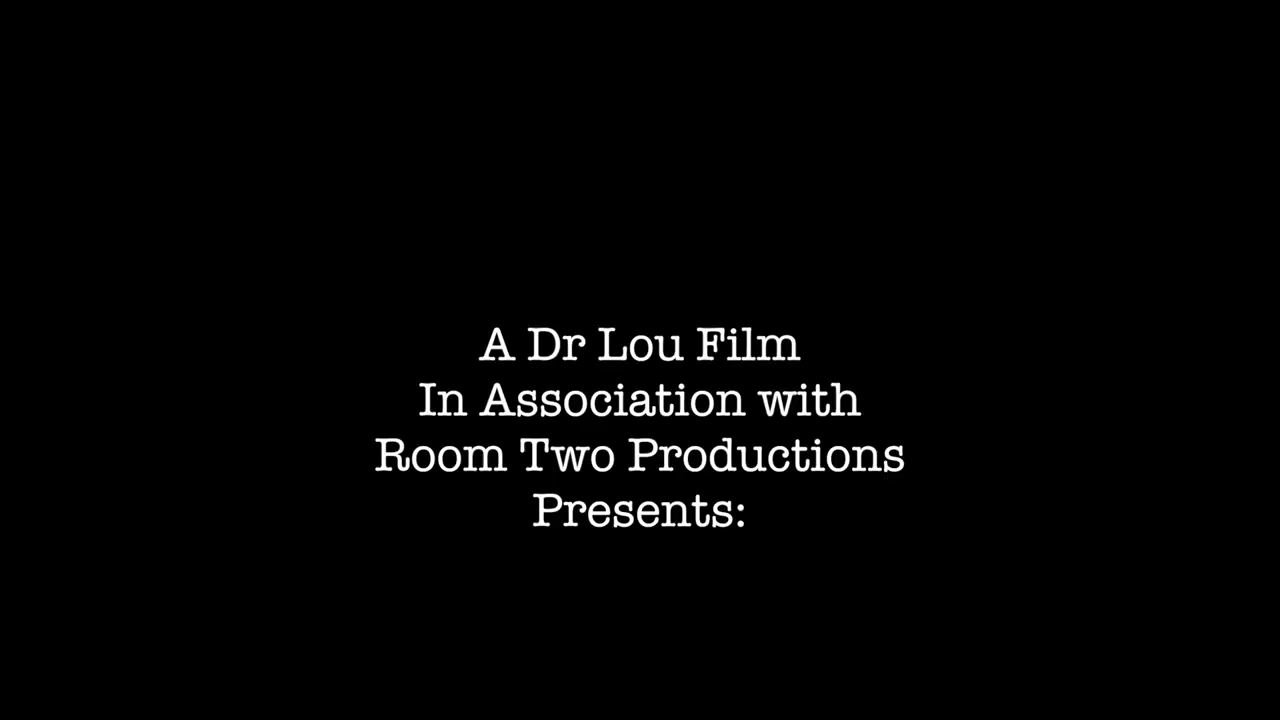 A Dr Lou Film
In Association with
Room Two Productions
Presents: